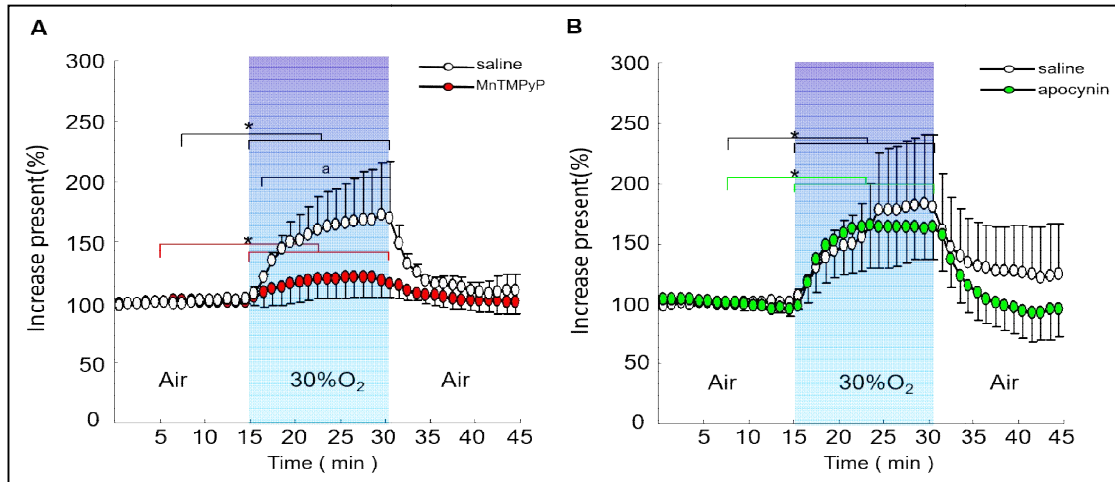 A
300
250
200
150
100
50
0
Increase present(%)
saline
MnTMPyP
*
a
*
Air
30%O₂
Air
5 10 15 20 25 30 35 40 45
Time ( min )
B
300
250
200
150
100
50
0
Increase present(%)
saline
apocynin
*
*
Air
30%O₂
Air
5 10 15 20 25 30 35 40 45
Time ( min )